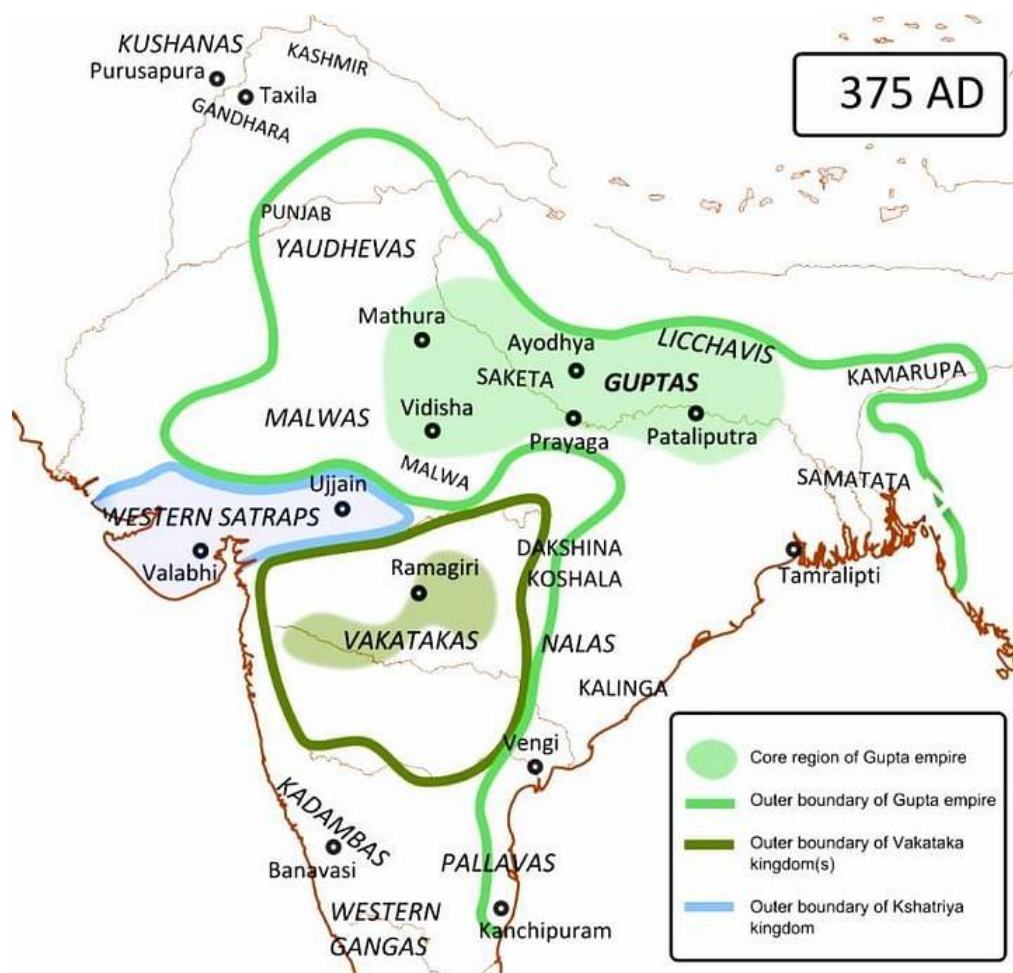 KUSHANAS
KASHMIR
375 AD
Purusapura
Taxila
GANDHARA
PUNJAB
YAUDHEVAS
Mathura
Ayodhya
LICCHAVIS
SAKETA
GUPTAS
KAMARUPA
MALWAS
Vidisha
Prayaga
Pataliputra
MALWA
SAMATATA
Ujjain
WESTERN SATRAPS
Valabhi
DAKSHINA
KOSHALA
Tamralipti
Ramagiri
VAKATAKAS
NALAS
KALINGA
Vengi
KADAMBAS
Banavasi
PALLAVAS
WESTERN
GANGAS
Kanchipuram
Core region of Gupta empire
Outer boundary of Gupta empire
Outer boundary of Vakataka
kingdom(s)
Outer boundary of Kshatriya
kingdom